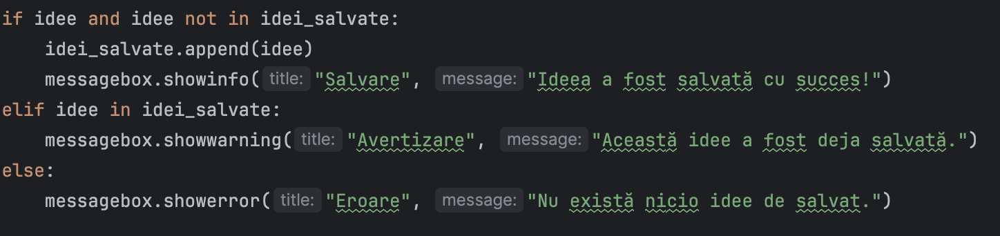 if idee and idee not in idei_salvate:
    idei_salvate.append(idee)
    messagebox.showinfo( title: "Salvare", message: "Ideea a fost salvată cu succes!")
elif idee in idei_salvate:
    messagebox.showwarning( title: "Avertizare", message: "Această idee a fost deja salvată.")
else:
    messagebox.showerror( title: "Eroare", message: "Nu există nicio idee de salvat.")